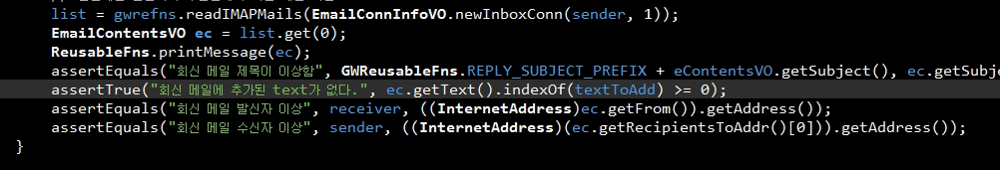 list = gwrefns.readIMAPMails(EmailConnInfoVO.newInboxConn(sender, 1));
EmailContentsVO ec = list.get(0);
ReusableFns.printMessage(ec);
assertEquals("회신 메일 제목이 이상함", GWReusableFns.REPLY_SUBJECT_PREFIX + eContentsVO.getSubject(), ec.getSubj
assertTrue("회신 메일에 추가된 text가 없다.", ec.getText().indexOf(textToAdd) >= 0);
assertEquals("회신 메일 발신자 이상", receiver, ((InternetAddress)ec.getFrom()).getAddress());
assertEquals("회신 메일 수신자 이상", sender, ((InternetAddress)(ec.getRecipientsToAddr()[0])).getAddress());
}